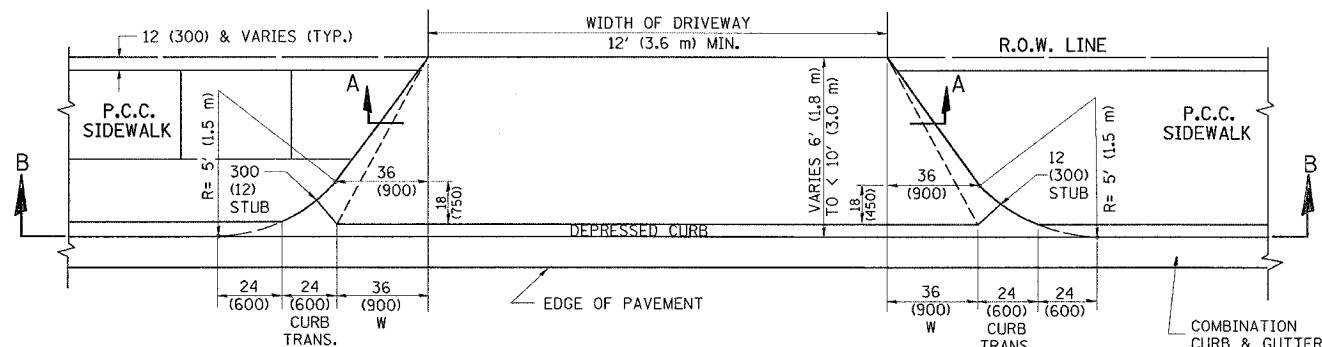 WIDTH OF DRIVEWAY
12 (300) & VARIES (TYP.)
12' (3.6 m) MIN.
R.O.W. LINE
A
A
P.C.C.
SIDEWALK
P.C.C.
SIDEWALK
R= 5' (1.5 m)
VARIES 6' (1.8 m)
TO < 10' (3.0 m)
R= 5' (1.5 m)
B
B
300
(12)
STUB
36
(900)
18
(750)
36
(900)
18
(450)
12
(300)
STUB
DEPRESSED CURB
24
(600)
24
(600)
CURB
TRANS.
36
(900)
W
EDGE OF PAVEMENT
36
(900)
W
24
(600)
CURB
TRANS
24
(600)
COMBINATION
CURB & GUTTER